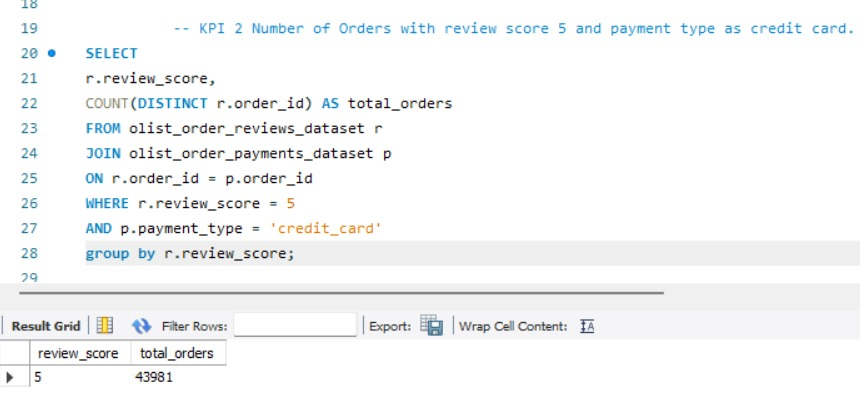 18
19 -- KPI 2 Number of Orders with review score 5 and payment type as credit card.
20 SELECT
21 r.review_score,
22 COUNT(DISTINCT r.order_id) AS total_orders
23 FROM olist_order_reviews_dataset r
24 JOIN olist_order_payments_dataset p
25 ON r.order_id = p.order_id
26 WHERE r.review_score = 5
27 AND p.payment_type = 'credit_card'
28 group by r.review_score;
29
Result Grid Filter Rows: Export: Wrap Cell Content: IA
review_score total_orders
5 43981